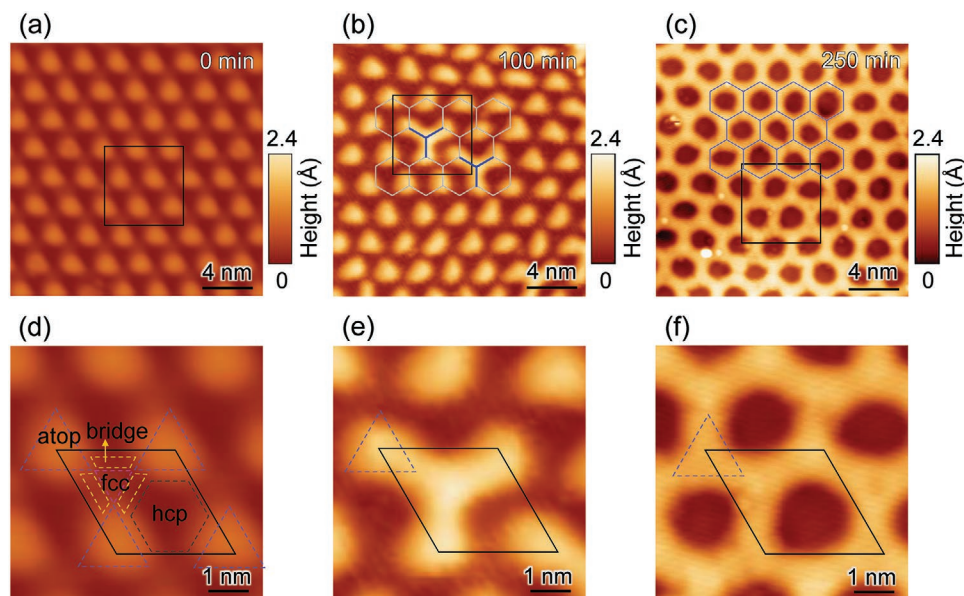 (a)
(b)
(c)
0 min
100 min
250 min
2.4
Height (Å)
0
2.4
Height (Å)
0
2.4
Height (Å)
0
4 nm
4 nm
4 nm
(d)
(e)
(f)
atop
bridge
fcc
hcp
1 nm
1 nm
1 nm